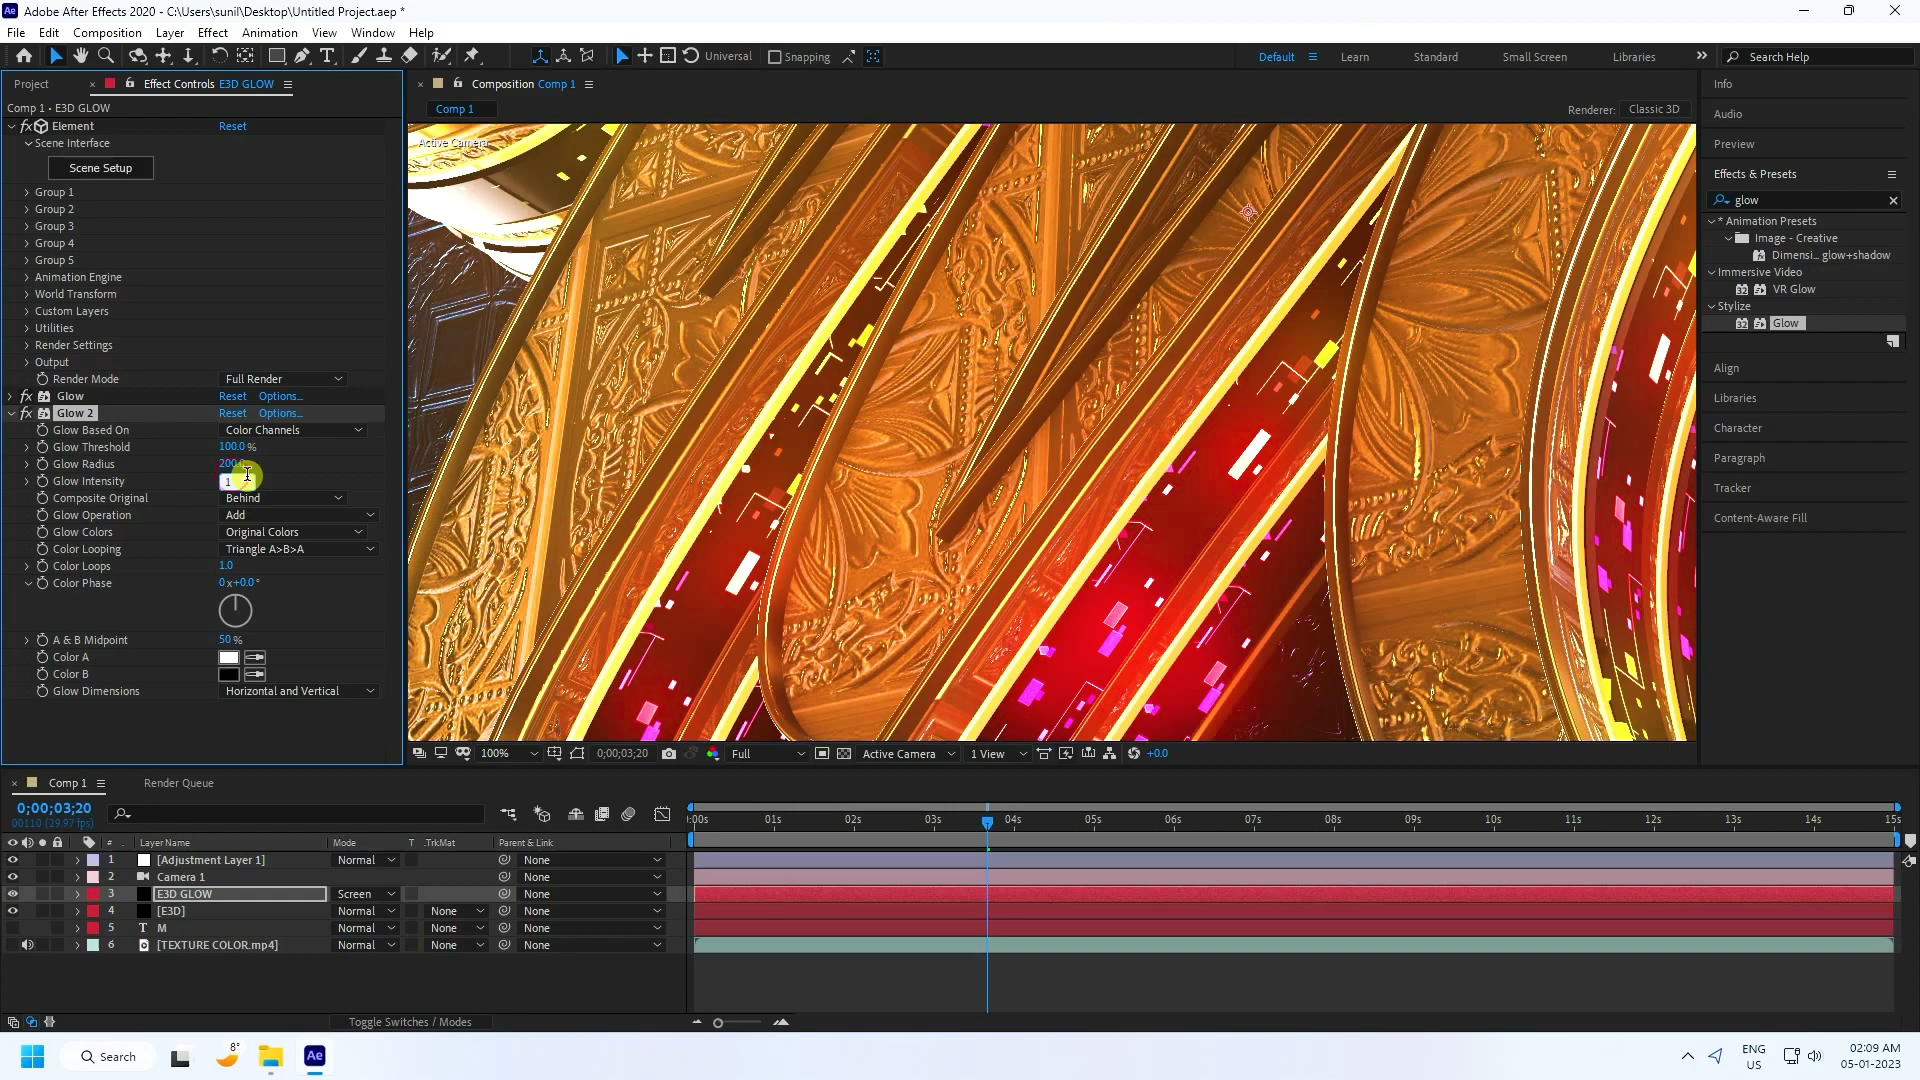 Adobe After Effects 2020 - C:\Users\sunil\Desktop\Untitled Project.aep *
File Edit Composition Layer Effect Animation View Window Help
Universal Snapping Default Learn Standard Small Screen Libraries Search Help
Project Effect Controls E3D GLOW
Comp 1 • E3D GLOW
Element Reset
Scene Interface
Scene Setup
Group 1
Group 2
Group 3
Group 4
Group 5
Animation Engine
World Transform
Custom Layers
Utilities
Render Settings
Output
Render Mode Full Render
Glow Reset Options...
Glow 2 Reset Options...
Glow Based On Color Channels
Glow Threshold 100.0 %
Glow Radius 200.
Glow Intensity 1
Composite Original Behind
Glow Operation Add
Glow Colors Original Colors
Color Looping Triangle A>B>A
Color Loops 1.0
Color Phase 0 x+0.0 °
A & B Midpoint 50 %
Color A
Color B
Glow Dimensions Horizontal and Vertical
Composition Comp 1
Comp 1
Renderer: Classic 3D
Active Camera
100% 0;00;03;20 Full Active Camera 1 View +0.0
Info
Audio
Preview
Effects & Presets
glow
* Animation Presets
Image - Creative
Dimensi... glow+shadow
Immersive Video
32 VR Glow
Stylize
32 Glow
Align
Libraries
Character
Paragraph
Tracker
Content-Aware Fill
Comp 1 Render Queue
0;00;03;20
00110 (29.97 fps)
:00s 01s 02s 03s 04s 05s 06s 07s 08s 09s 10s 11s 12s 13s 14s 15s
# Layer Name Mode T .TrkMat Parent & Link
1 [Adjustment Layer 1] Normal None
2 Camera 1 None
3 E3D GLOW Screen None
4 [E3D] Normal None None
5 T M Normal None None
6 [TEXTURE COLOR.mp4] Normal None None
Toggle Switches / Modes
Search
8°
Ae
ENG
US
02:09 AM
05-01-2023